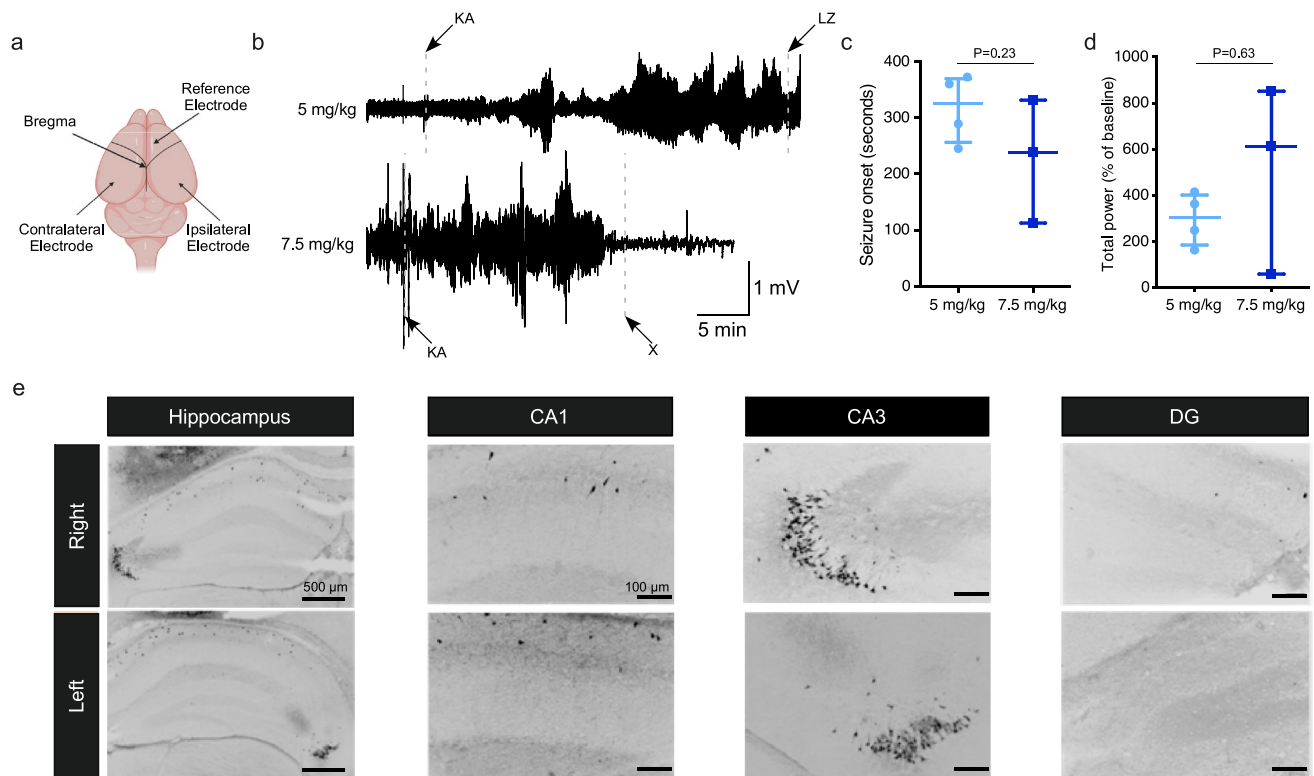 a
Reference
Electrode
Bregma
Contralateral
Electrode
Ipsilateral
Electrode
b
KA
LZ
5 mg/kg
7.5 mg/kg
KA
X
1 mV
5 min
c
P=0.23
Seizure onset (seconds)
400
300
200
100
0
5 mg/kg
7.5 mg/kg
d
P=0.63
Total power (% of baseline)
1000
800
600
400
200
0
5 mg/kg
7.5 mg/kg
e
Hippocampus
CA1
CA3
DG
Right
500 µm
100 µm
Left